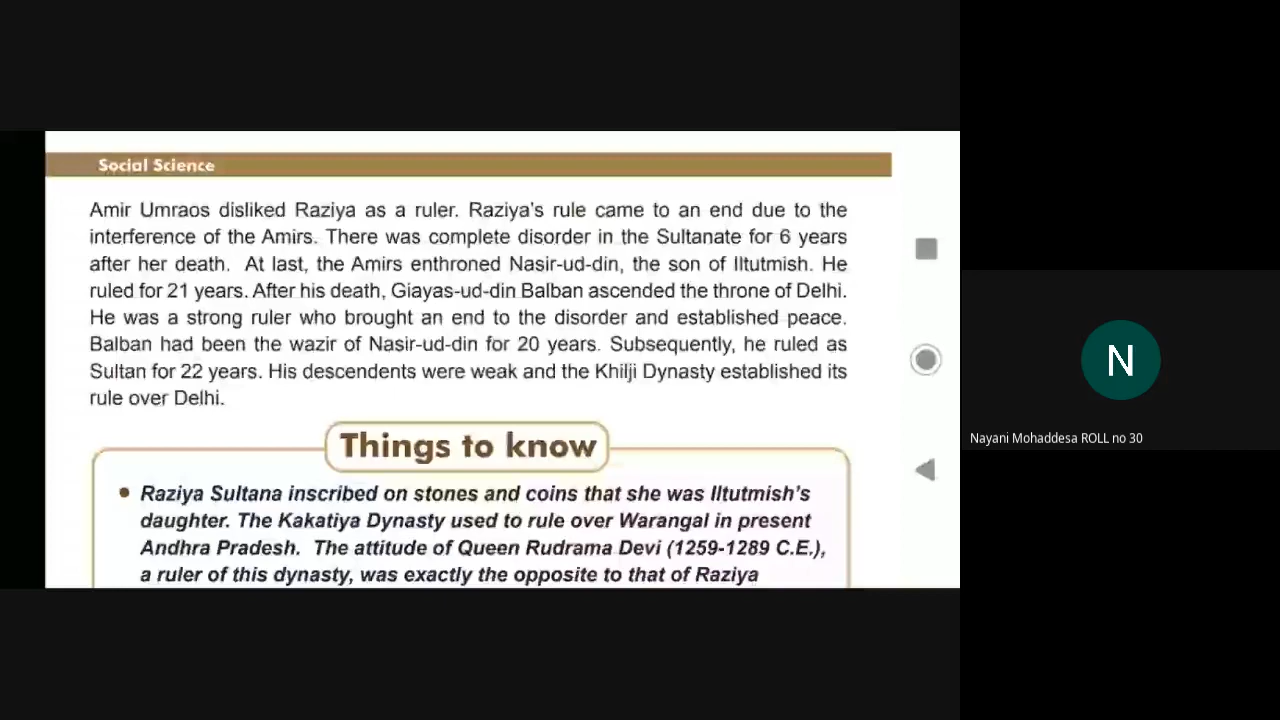 Social Science
Amir Umraos disliked Raziya as a ruler. Raziya's rule came to an end due to the
interference of the Amirs. There was complete disorder in the Sultanate for 6 years
after her death. At last, the Amirs enthroned Nasir-ud-din, the son of Iltutmish. He
ruled for 21 years. After his death, Giayas-ud-din Balban ascended the throne of Delhi.
He was a strong ruler who brought an end to the disorder and established peace.
Balban had been the wazir of Nasir-ud-din for 20 years. Subsequently, he ruled as
Sultan for 22 years. His descendents were weak and the Khilji Dynasty established its
rule over Delhi.
Things to know
• Raziya Sultana inscribed on stones and coins that she was Iltutmish's
daughter. The Kakatiya Dynasty used to rule over Warangal in present
Andhra Pradesh. The attitude of Queen Rudrama Devi (1259-1289 C.E.),
a ruler of this dynasty, was exactly the opposite to that of Raziya
N
Nayani Mohaddesa ROLL no 30